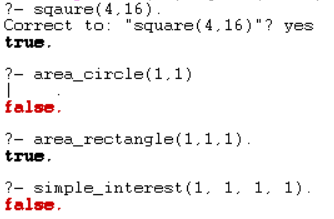 ?- sqaure(4,16).
Correct to: "square(4,16)"? yes
true.
?- area_circle(1,1)
|    .
false.
?- area_rectangle(1,1,1).
true.
?- simple_interest(1, 1, 1, 1).
false.